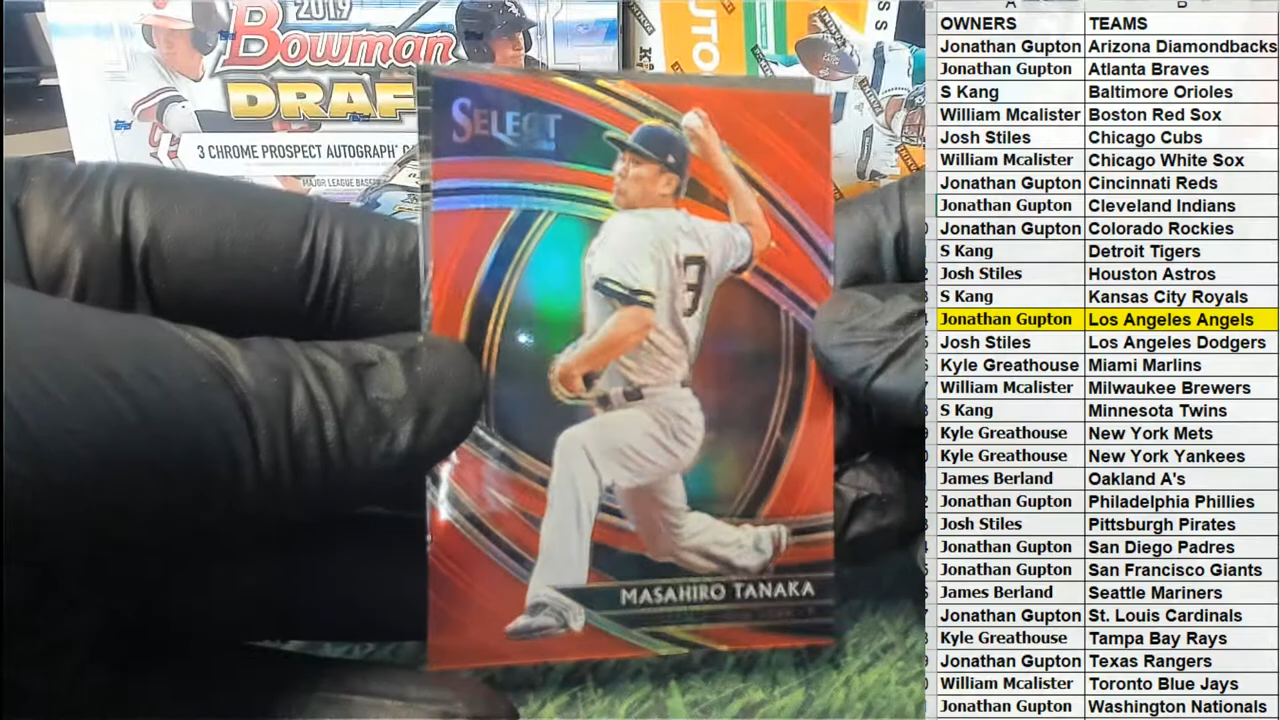 2019
Bowman
DRAF
3 CHROME PROSPECT AUTOGRAPH
MAJOR LEAGUE BASEB
topps
topps
UTO
SELECT
3
MASAHIRO TANAKA
A
B
OWNERS TEAMS
Jonathan Gupton Arizona Diamondbacks
Jonathan Gupton Atlanta Braves
S Kang Baltimore Orioles
William Mcalister Boston Red Sox
Josh Stiles Chicago Cubs
William Mcalister Chicago White Sox
Jonathan Gupton Cincinnati Reds
Jonathan Gupton Cleveland Indians
Jonathan Gupton Colorado Rockies
S Kang Detroit Tigers
Josh Stiles Houston Astros
S Kang Kansas City Royals
Jonathan Gupton Los Angeles Angels
Josh Stiles Los Angeles Dodgers
Kyle Greathouse Miami Marlins
William Mcalister Milwaukee Brewers
S Kang Minnesota Twins
Kyle Greathouse New York Mets
Kyle Greathouse New York Yankees
James Berland Oakland A's
Jonathan Gupton Philadelphia Phillies
Josh Stiles Pittsburgh Pirates
Jonathan Gupton San Diego Padres
Jonathan Gupton San Francisco Giants
James Berland Seattle Mariners
Jonathan Gupton St. Louis Cardinals
Kyle Greathouse Tampa Bay Rays
Jonathan Gupton Texas Rangers
William Mcalister Toronto Blue Jays
Jonathan Gupton Washington Nationals